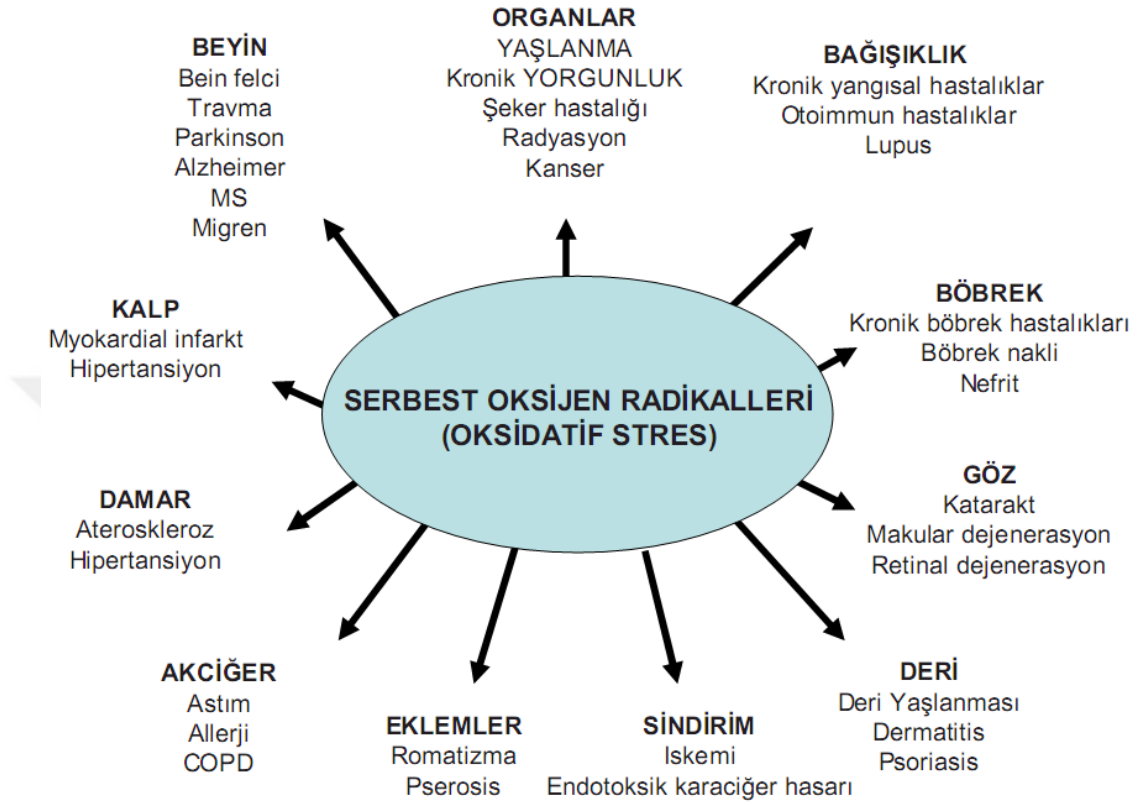 ORGANLAR
YAŞLANMA
Kronik YORGUNLUK
Şeker hastalığı
Radyasyon
Kanser
BEYİN
Bein felci
Travma
Parkinson
Alzheimer
MS
Migren
BAĞIŞIKLIK
Kronik yangısal hastalıklar
Otoimmun hastalıklar
Lupus
KALP
Myokardial infarkt
Hipertansiyon
BÖBREK
Kronik böbrek hastalıkları
Böbrek nakli
Nefrit
SERBEST OKSİJEN RADİKALLERİ
(OKSİDATİF STRES)
DAMAR
Ateroskleroz
Hipertansiyon
GÖZ
Katarakt
Makular dejenerasyon
Retinal dejenerasyon
AKCİĞER
Astım
Allerji
COPD
EKLEMLER
Romatizma
Pserosis
SİNDİRİM
Iskemi
Endotoksik karaciğer hasarı
DERİ
Deri Yaşlanması
Dermatitis
Psoriasis